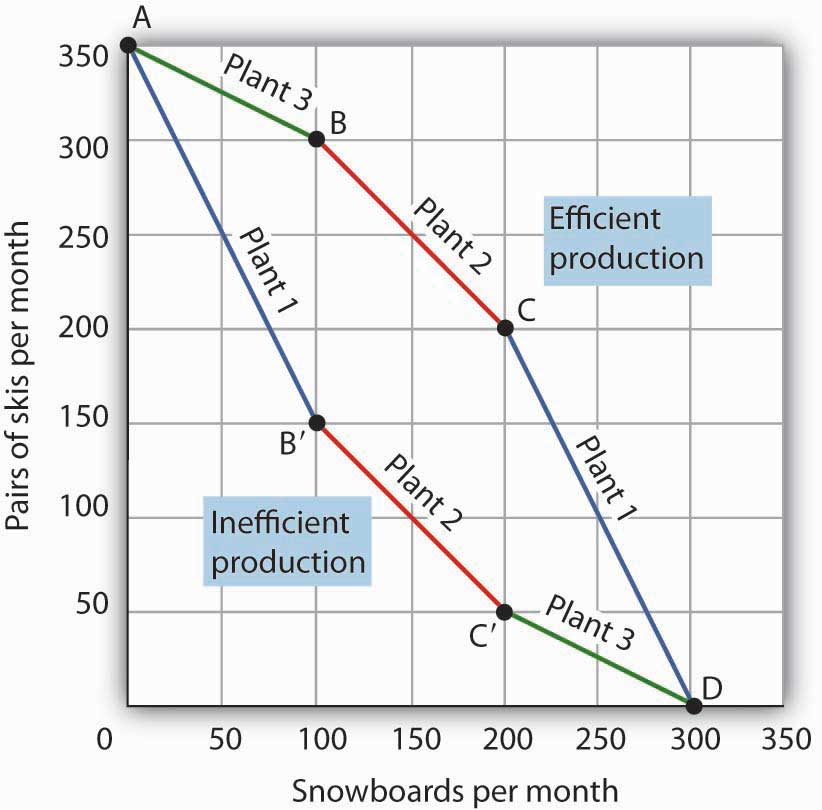 A
350
Plant 3
B
300
Efficient
production
250
Plant 2
Plant 1
C
200
150
B′
Plant 2
Plant 1
100
Inefficient
production
50
Plant 3
C′
D
0
50
100
150
200
250
300
350
Pairs of skis per month
Snowboards per month